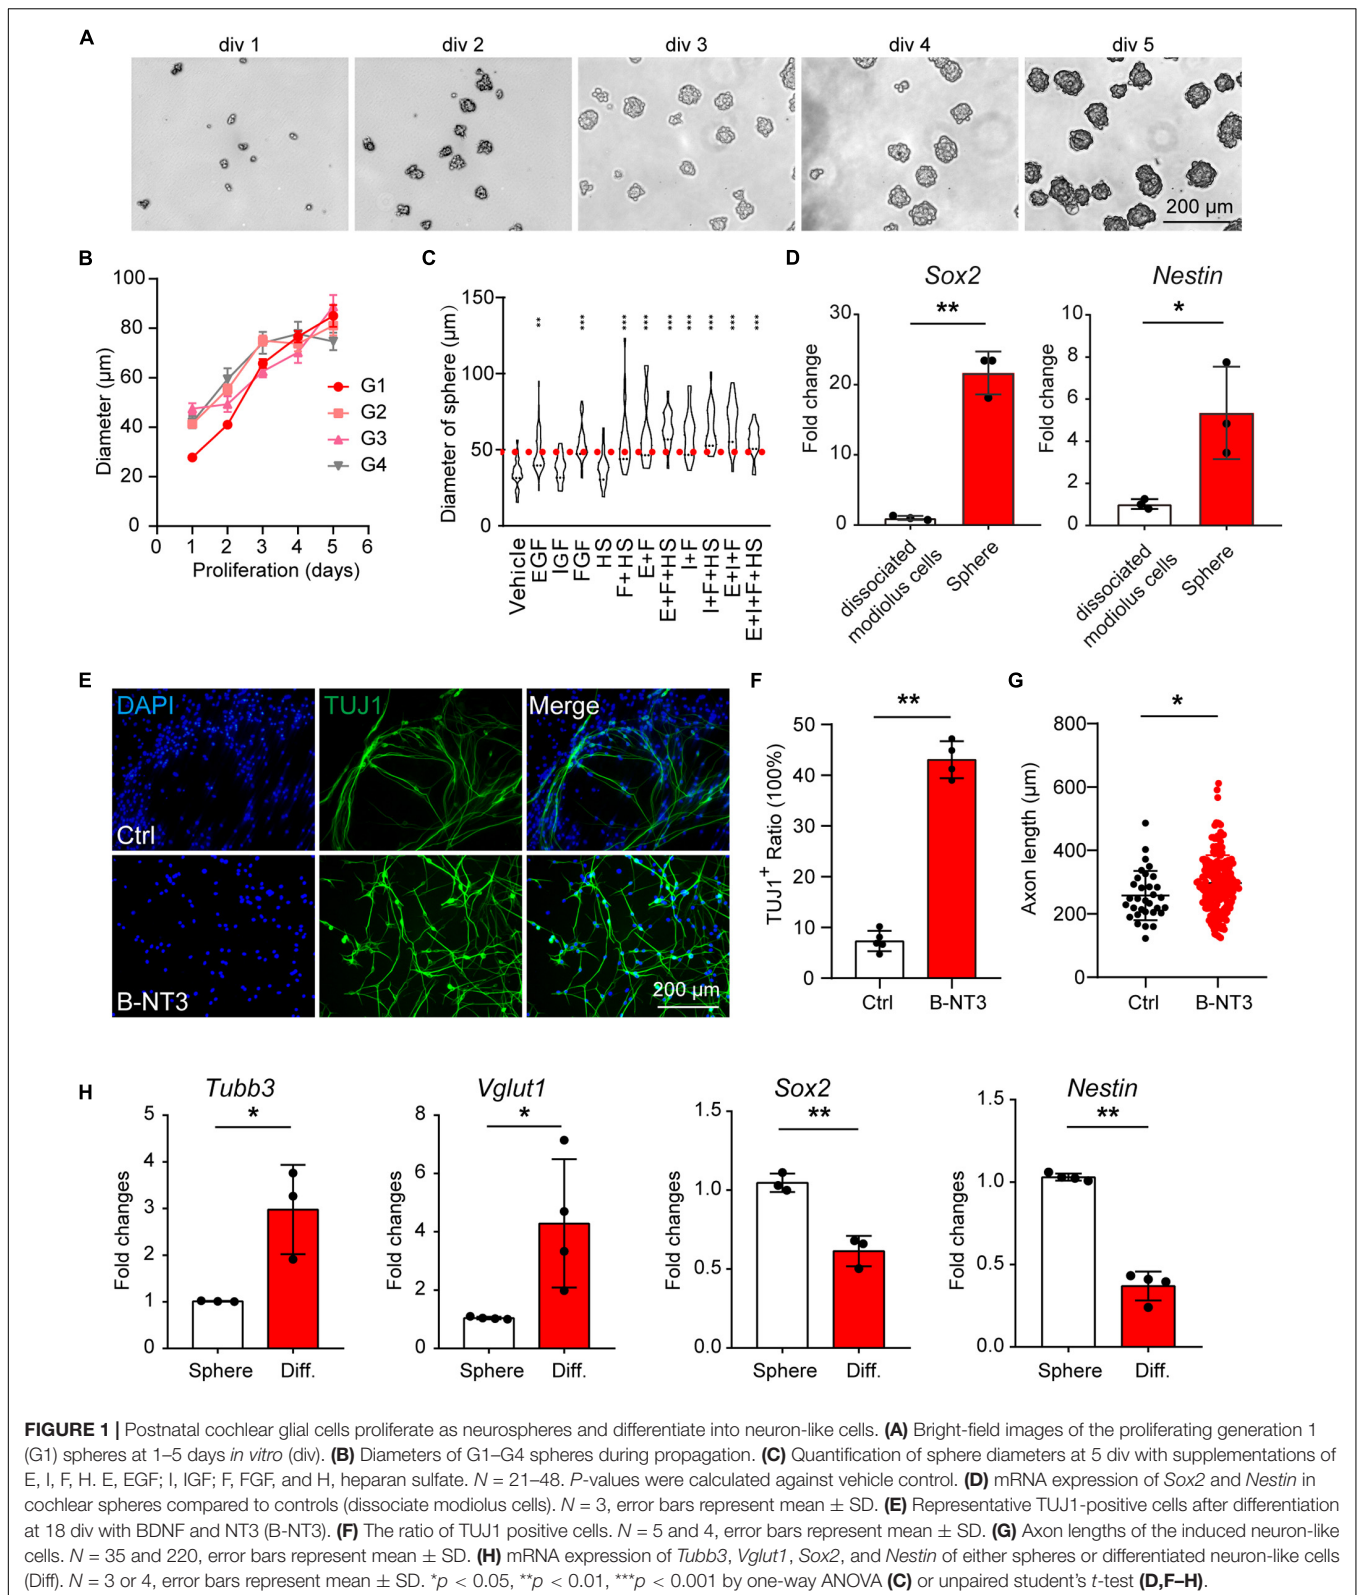 A
div 1
div 2
div 3
div 4
div 5
200 µm
B
Diameter (µm)
100
80
60
40
20
0
0 1 2 3 4 5 6
Proliferation (days)
G1
G2
G3
G4
C
Diameter of sphere (µm)
150
100
50
0
** *** *** *** *** *** *** ***
Vehicle
EGF
IGF
FGF
HS
F+HS
E+F
E+F+HS
I+F
I+F+HS
E+I+F
E+I+F+HS
D
Sox2
**
Fold change
30
20
10
0
dissociated
modiolus cells
Sphere
Nestin
*
Fold change
10
8
6
4
2
0
dissociated
modiolus cells
Sphere
E
DAPI
TUJ1
Merge
Ctrl
B-NT3
200 µm
F
**
TUJ1+ Ratio (100%)
50
40
30
20
10
0
Ctrl B-NT3
G
*
Axon length (µm)
800
600
400
200
0
Ctrl B-NT3
H
Tubb3
*
Fold changes
5
4
3
2
1
0
Sphere Diff.
Vglut1
*
Fold changes
8
6
4
2
0
Sphere Diff.
Sox2
**
Fold changes
1.5
1.0
0.5
0.0
Sphere Diff.
Nestin
**
Fold changes
1.5
1.0
0.5
0.0
Sphere Diff.
FIGURE 1 | Postnatal cochlear glial cells proliferate as neurospheres and differentiate into neuron-like cells. (A) Bright-field images of the proliferating generation 1
(G1) spheres at 1–5 days in vitro (div). (B) Diameters of G1–G4 spheres during propagation. (C) Quantification of sphere diameters at 5 div with supplementations of
E, I, F, H. E, EGF; I, IGF; F, FGF, and H, heparan sulfate. N = 21–48. P-values were calculated against vehicle control. (D) mRNA expression of Sox2 and Nestin in
cochlear spheres compared to controls (dissociate modiolus cells). N = 3, error bars represent mean ± SD. (E) Representative TUJ1-positive cells after differentiation
at 18 div with BDNF and NT3 (B-NT3). (F) The ratio of TUJ1 positive cells. N = 5 and 4, error bars represent mean ± SD. (G) Axon lengths of the induced neuron-like
cells. N = 35 and 220, error bars represent mean ± SD. (H) mRNA expression of Tubb3, Vglut1, Sox2, and Nestin of either spheres or differentiated neuron-like cells
(Diff). N = 3 or 4, error bars represent mean ± SD. *p < 0.05, **p < 0.01, ***p < 0.001 by one-way ANOVA (C) or unpaired student's t-test (D,F–H).